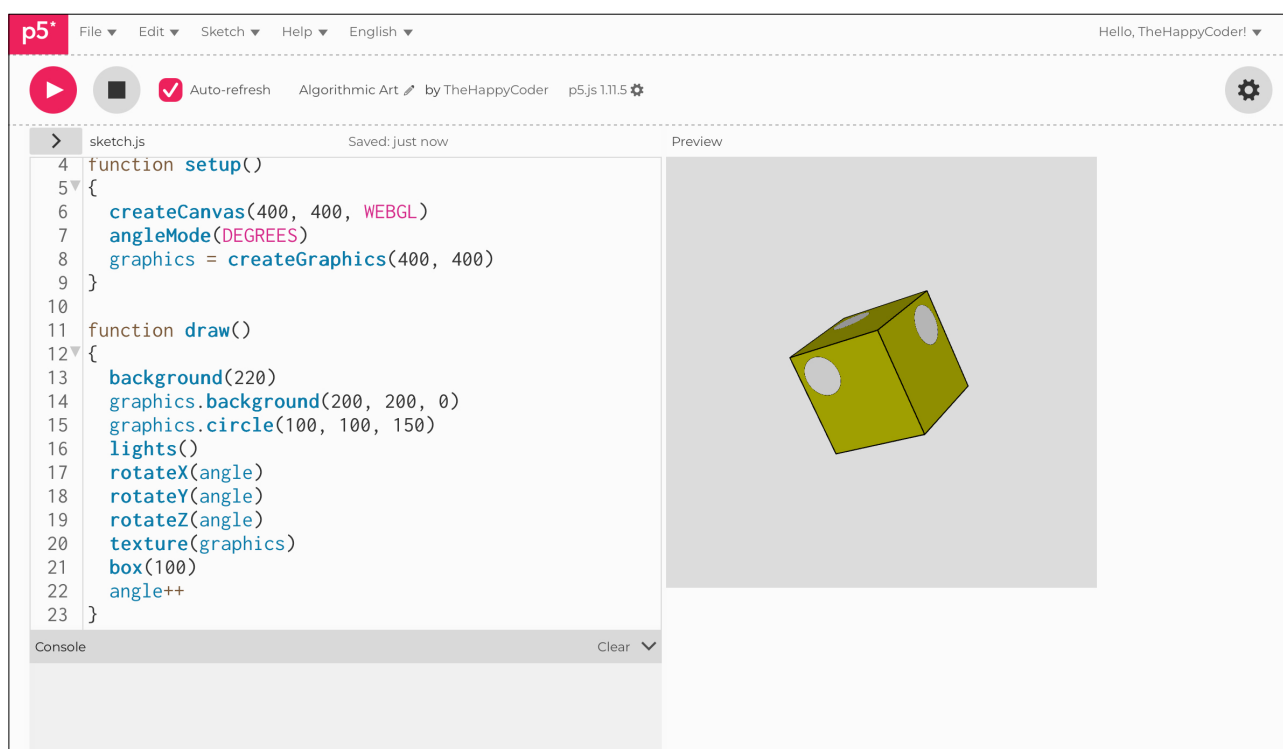 p5* File Edit Sketch Help English Hello, TheHappyCoder!
Auto-refresh Algorithmic Art by TheHappyCoder p5.js 1.11.5
sketch.js Saved: just now Preview
4 function setup()
5 {
6 createCanvas(400, 400, WEBGL)
7 angleMode(DEGREES)
8 graphics = createGraphics(400, 400)
9 }
10
11 function draw()
12 {
13 background(220)
14 graphics.background(200, 200, 0)
15 graphics.circle(100, 100, 150)
16 lights()
17 rotateX(angle)
18 rotateY(angle)
19 rotateZ(angle)
20 texture(graphics)
21 box(100)
22 angle++
23 }
Console Clear